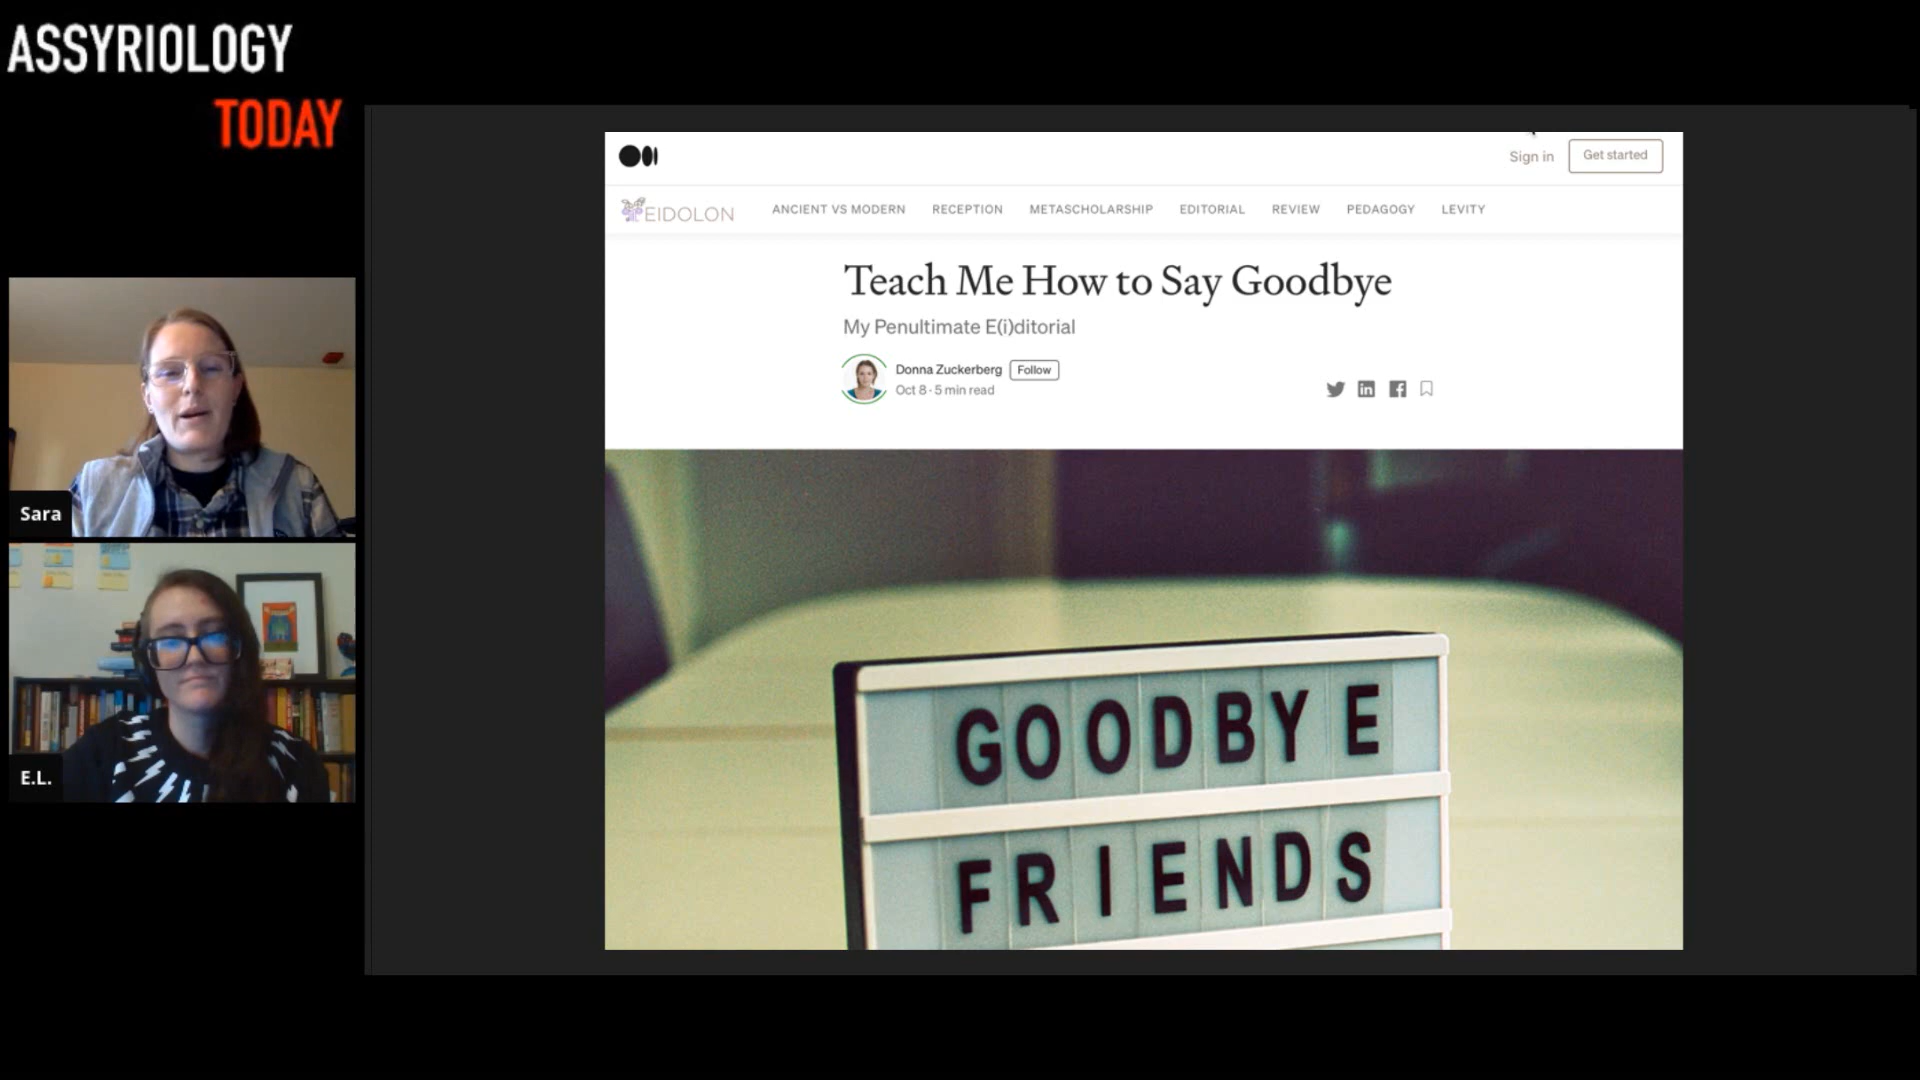 ASSYRIOLOGY
TODAY
Sara
E.L.
Sign in
Get started
EIDOLON
ANCIENT VS MODERN
RECEPTION
METASCHOLARSHIP
EDITORIAL
REVIEW
PEDAGOGY
LEVITY
Teach Me How to Say Goodbye
My Penultimate E(i)ditorial
Donna Zuckerberg
Follow
Oct 8 · 5 min read
GOODBYE
FRIENDS